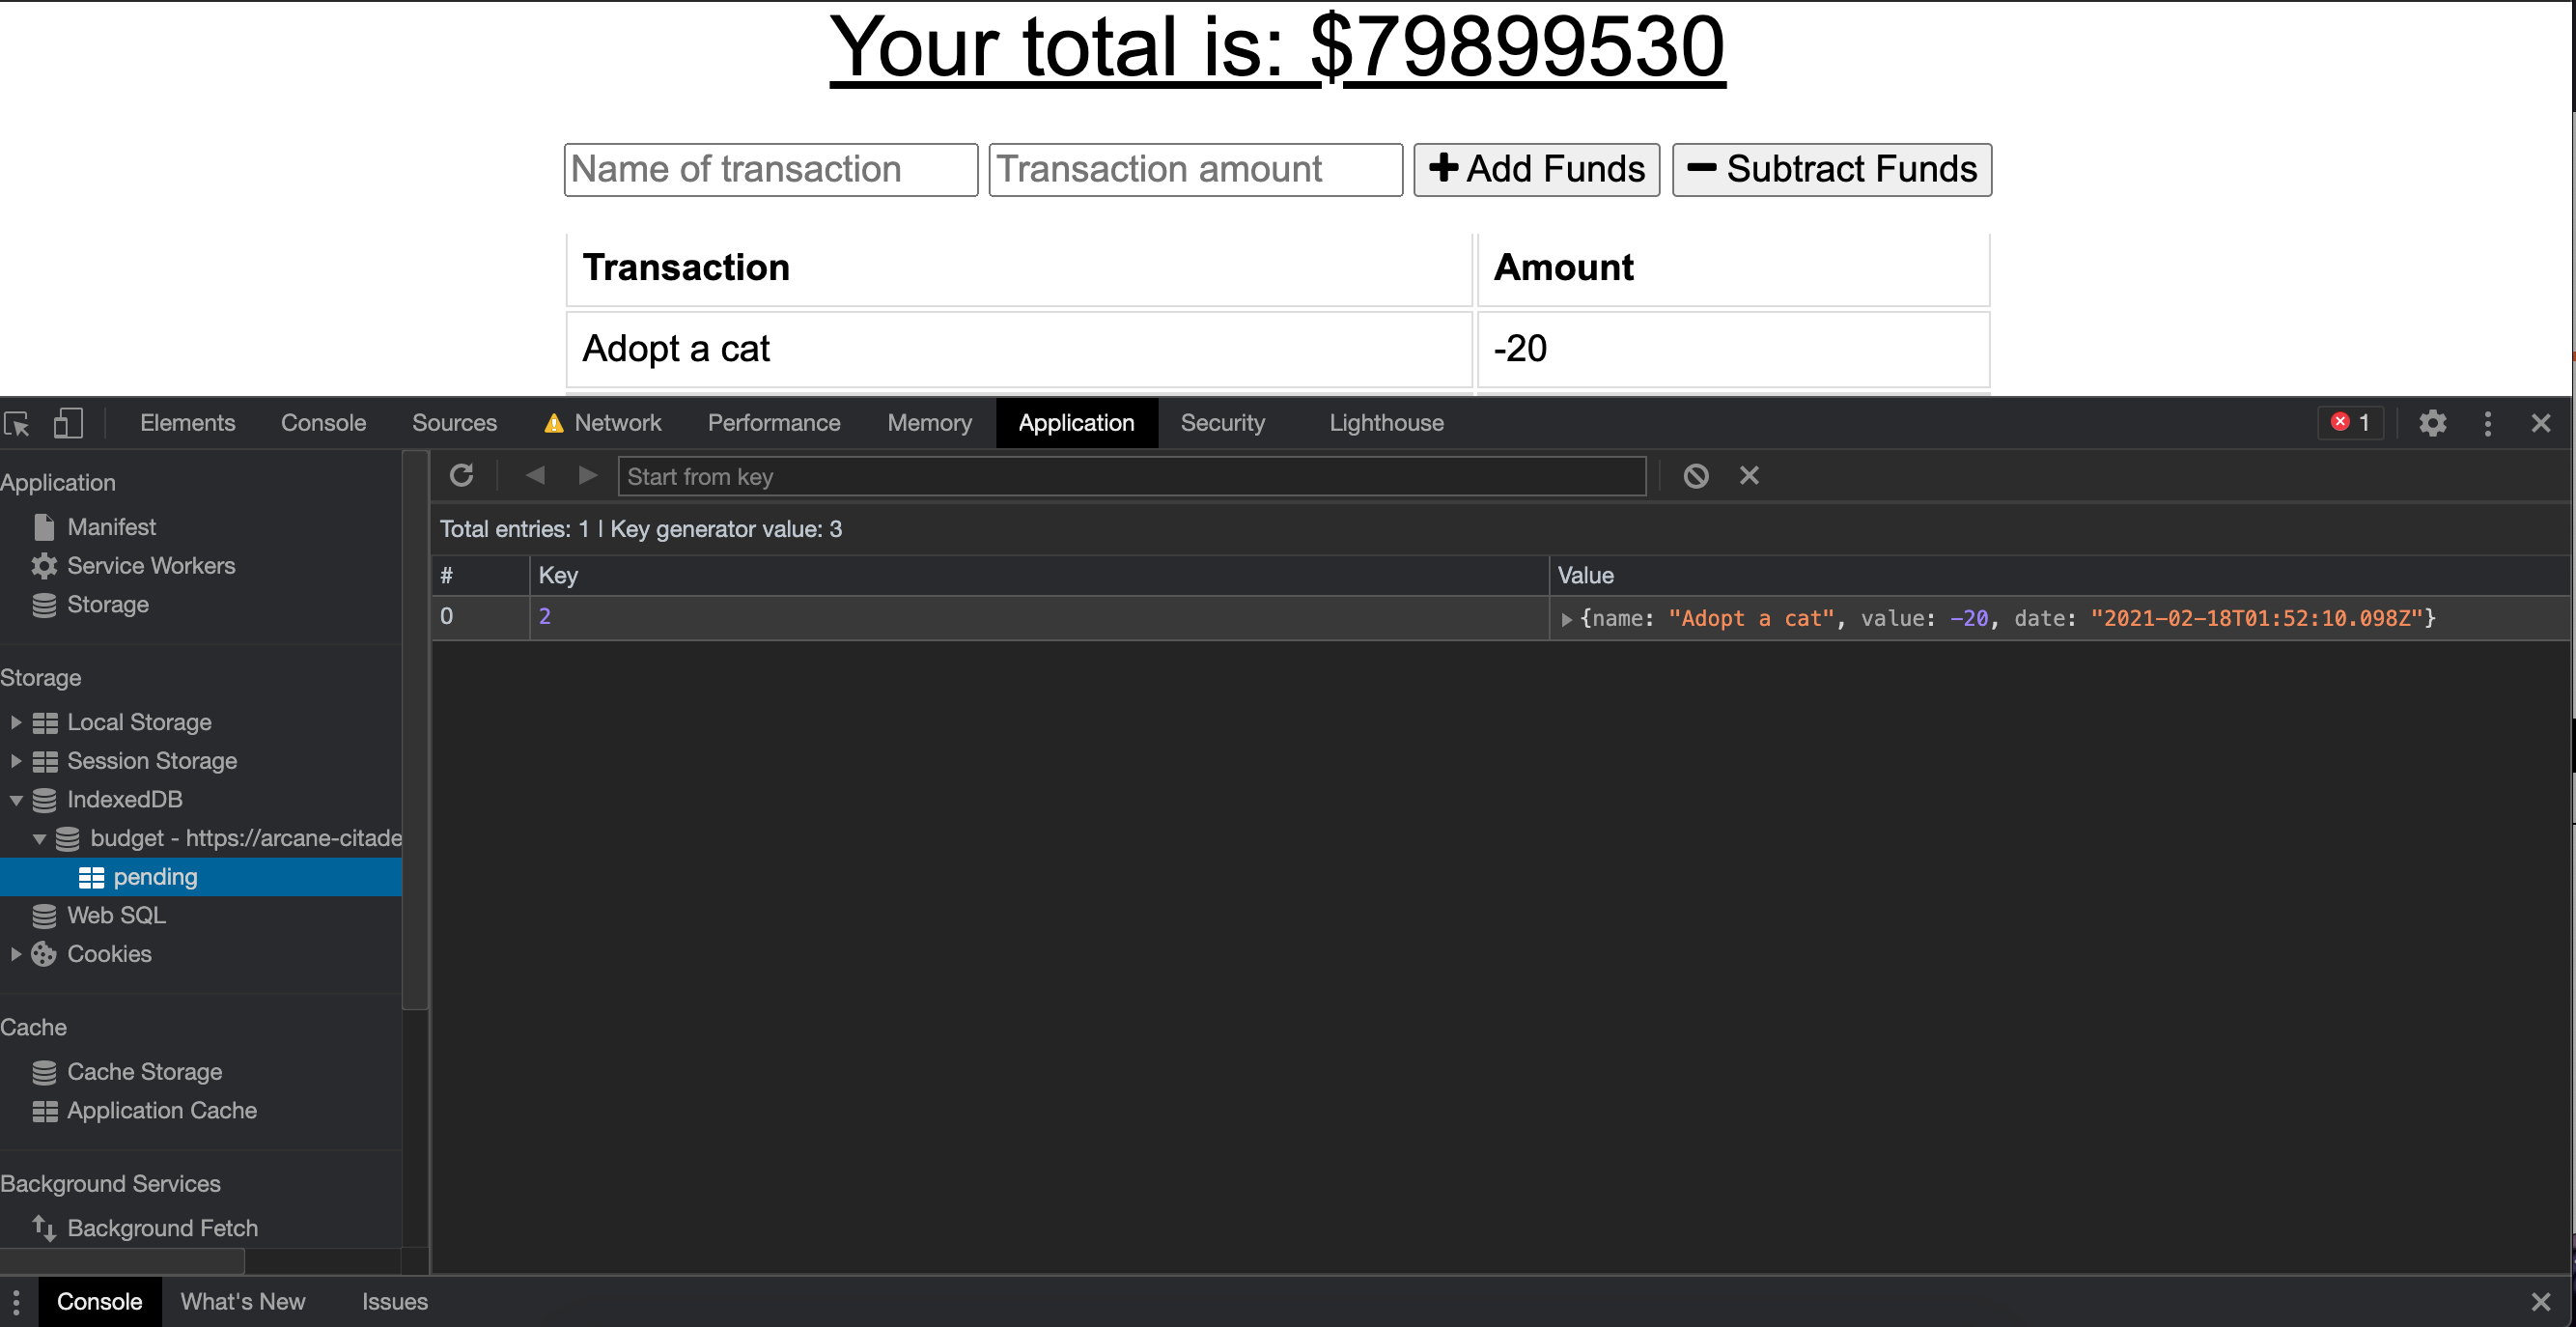 Your total is: $79899530
Name of transaction Transaction amount Add Funds Subtract Funds
Transaction Amount
Adopt a cat -20
Elements Console Sources Network Performance Memory Application Security Lighthouse 1
Application
Manifest
Service Workers
Storage
Storage
Local Storage
Session Storage
IndexedDB
budget - https://arcane-citade
pending
Web SQL
Cookies
Cache
Cache Storage
Application Cache
Background Services
Background Fetch
Start from key
Total entries: 1 | Key generator value: 3
# Key Value
0 2 {name: "Adopt a cat", value: -20, date: "2021-02-18T01:52:10.098Z"}
Console What's New Issues